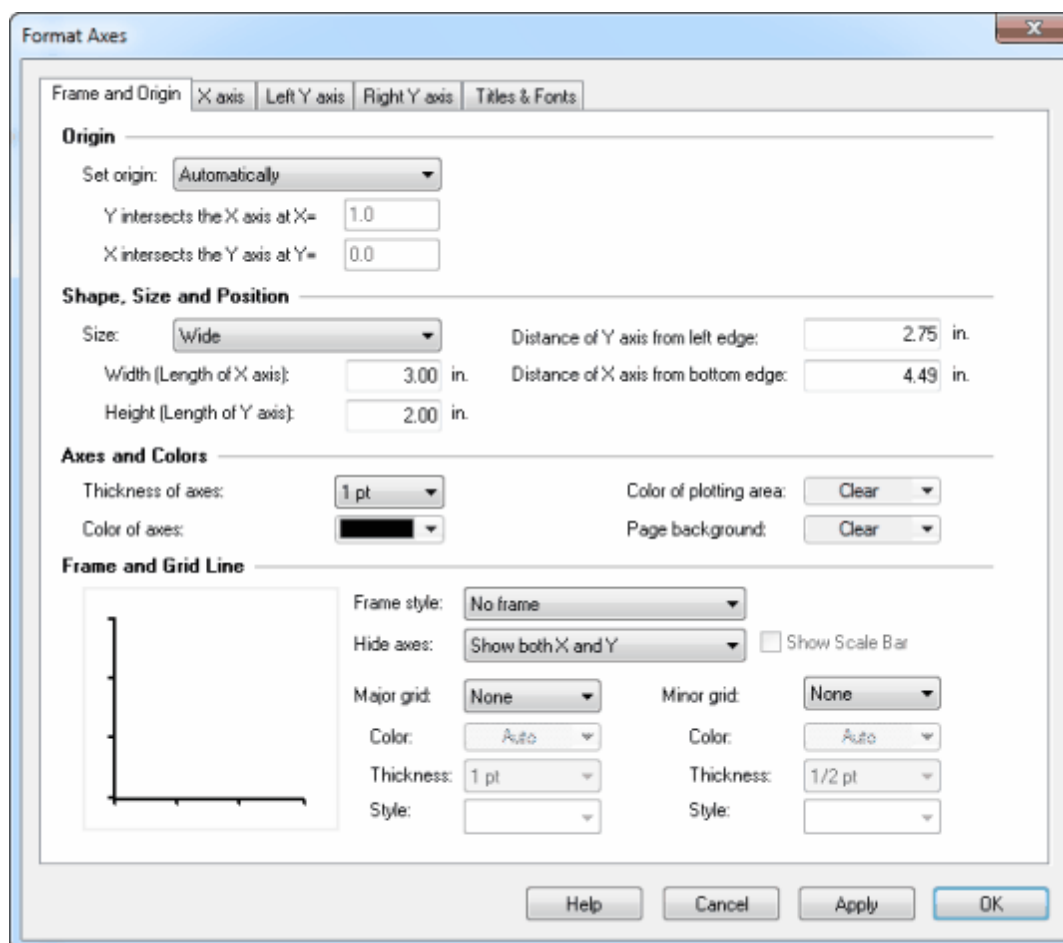 Format Axes
Frame and Origin X axis Left Y axis Right Y axis Titles & Fonts
Origin
Set origin: Automatically
Y intersects the X axis at X= 1.0
X intersects the Y axis at Y= 0.0
Shape, Size and Position
Size: Wide Distance of Y axis from left edge: 2.75 in.
Width (Length of X axis): 3.00 in. Distance of X axis from bottom edge: 4.49 in.
Height (Length of Y axis): 2.00 in.
Axes and Colors
Thickness of axes: 1 pt Color of plotting area: Clear
Color of axes: Page background: Clear
Frame and Grid Line
Frame style: No frame
Hide axes: Show both X and Y Show Scale Bar
Major grid: None Minor grid: None
Color: Auto Color: Auto
Thickness: 1 pt Thickness: 1/2 pt
Style: Style:
Help Cancel Apply OK